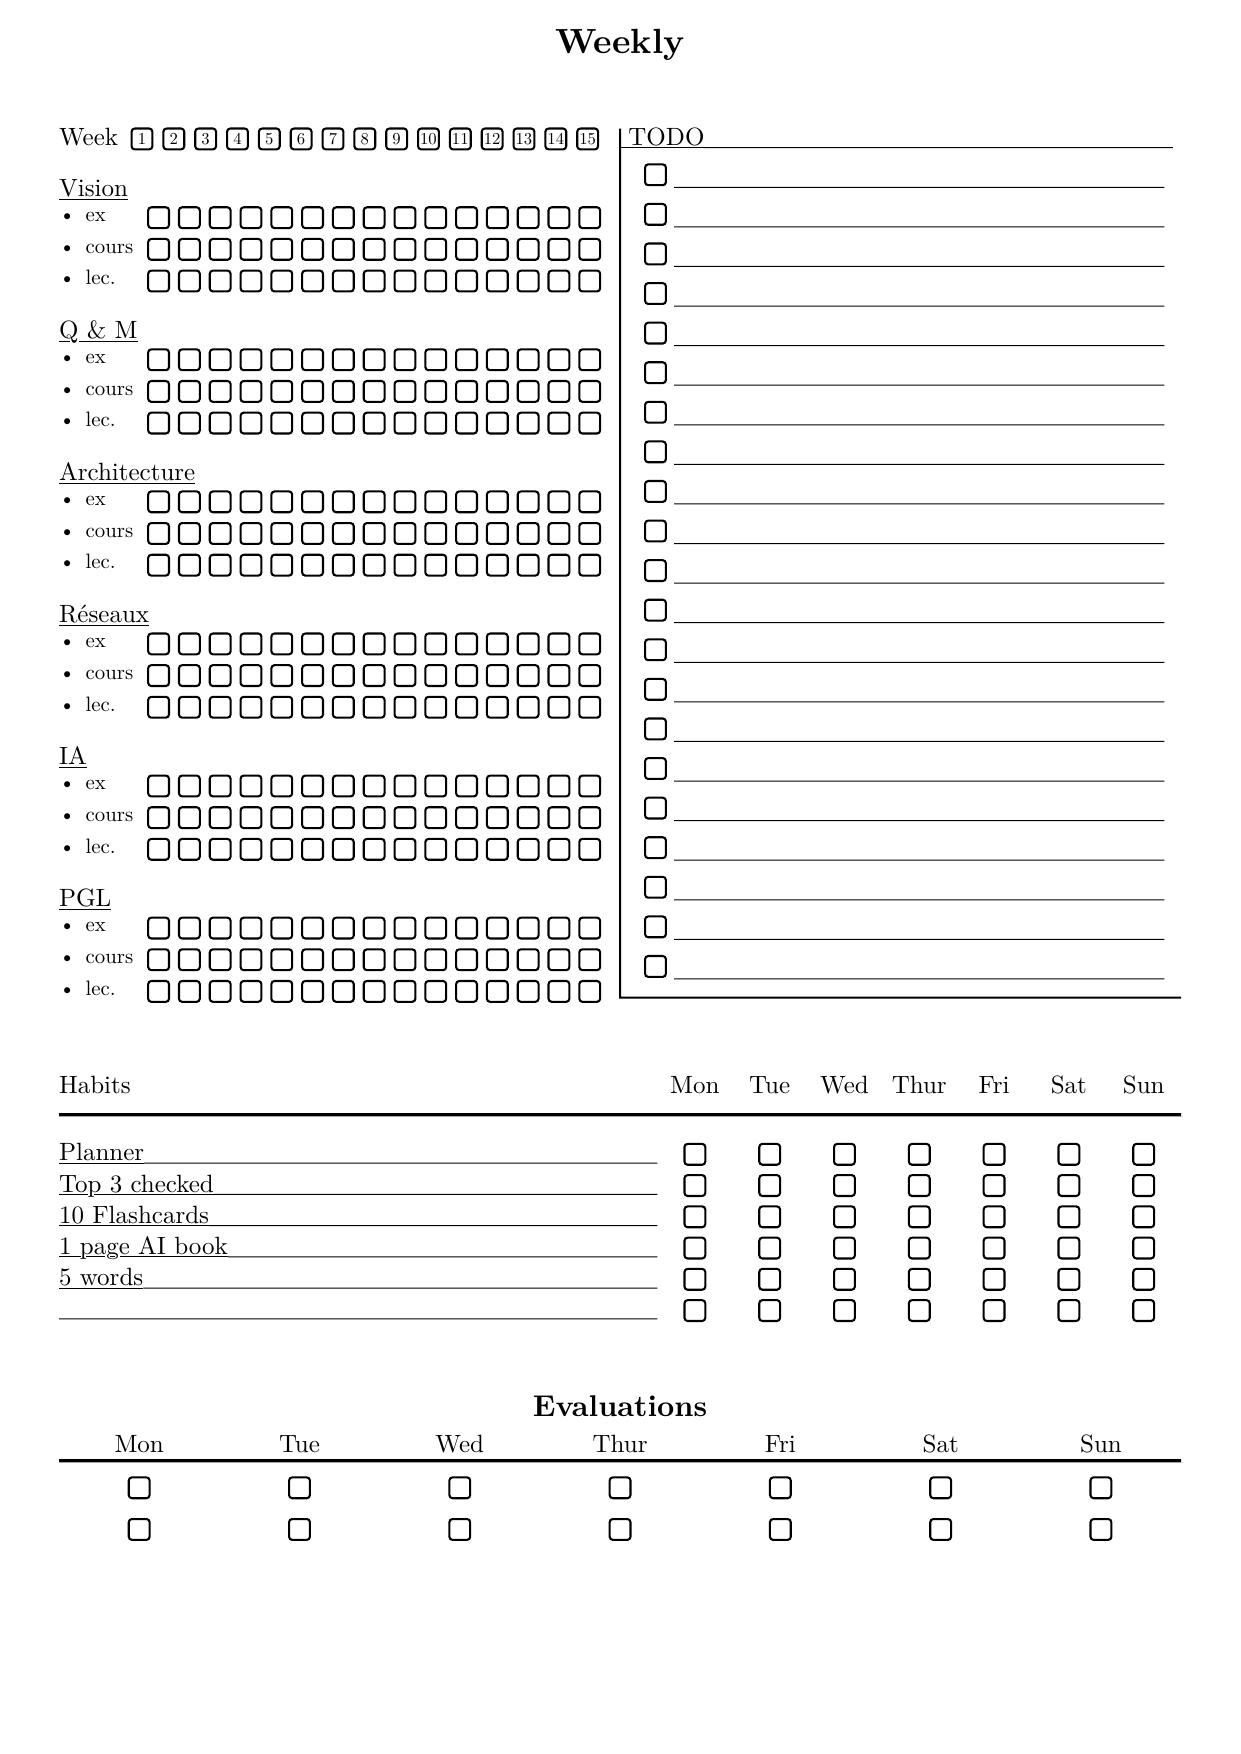 Weekly
Week 1 2 3 4 5 6 7 8 9 10 11 12 13 14 15
Vision
• ex
• cours
• lec.
Q & M
• ex
• cours
• lec.
Architecture
• ex
• cours
• lec.
Réseaux
• ex
• cours
• lec.
IA
• ex
• cours
• lec.
PGL
• ex
• cours
• lec.
TODO
Habits Mon Tue Wed Thur Fri Sat Sun
Planner
Top 3 checked
10 Flashcards
1 page AI book
5 words
Evaluations
Mon Tue Wed Thur Fri Sat Sun